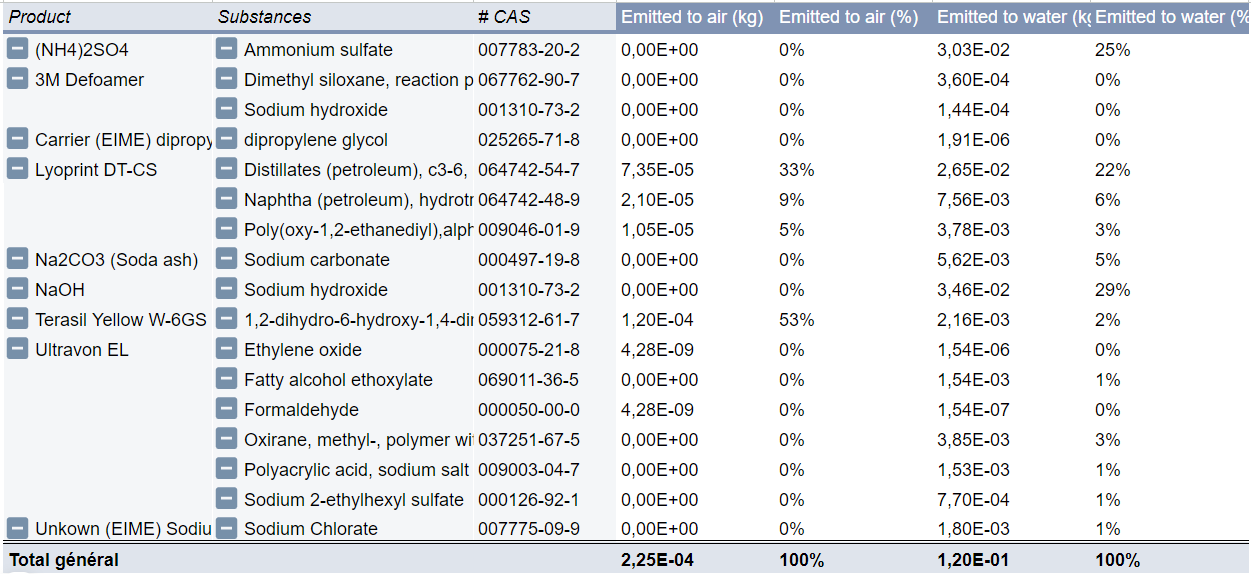 Product Substances # CAS Emitted to air (kg) Emitted to air (%) Emitted to water (kg Emitted to water (%
(NH4)2SO4 Ammonium sulfate 007783-20-2 0,00E+00 0% 3,03E-02 25%
3M Defoamer Dimethyl siloxane, reaction p 067762-90-7 0,00E+00 0% 3,60E-04 0%
Sodium hydroxide 001310-73-2 0,00E+00 0% 1,44E-04 0%
Carrier (EIME) dipropy dipropylene glycol 025265-71-8 0,00E+00 0% 1,91E-06 0%
Lyoprint DT-CS Distillates (petroleum), c3-6, 064742-54-7 7,35E-05 33% 2,65E-02 22%
Naphtha (petroleum), hydrotr 064742-48-9 2,10E-05 9% 7,56E-03 6%
Poly(oxy-1,2-ethanediyl),alph 009046-01-9 1,05E-05 5% 3,78E-03 3%
Na2CO3 (Soda ash) Sodium carbonate 000497-19-8 0,00E+00 0% 5,62E-03 5%
NaOH Sodium hydroxide 001310-73-2 0,00E+00 0% 3,46E-02 29%
Terasil Yellow W-6GS 1,2-dihydro-6-hydroxy-1,4-dir 059312-61-7 1,20E-04 53% 2,16E-03 2%
Ultravon EL Ethylene oxide 000075-21-8 4,28E-09 0% 1,54E-06 0%
Fatty alcohol ethoxylate 069011-36-5 0,00E+00 0% 1,54E-03 1%
Formaldehyde 000050-00-0 4,28E-09 0% 1,54E-07 0%
Oxirane, methyl-, polymer wi 037251-67-5 0,00E+00 0% 3,85E-03 3%
Polyacrylic acid, sodium salt 009003-04-7 0,00E+00 0% 1,53E-03 1%
Sodium 2-ethylhexyl sulfate 000126-92-1 0,00E+00 0% 7,70E-04 1%
Unkown (EIME) Sodiu Sodium Chlorate 007775-09-9 0,00E+00 0% 1,80E-03 1%
Total général 2,25E-04 100% 1,20E-01 100%